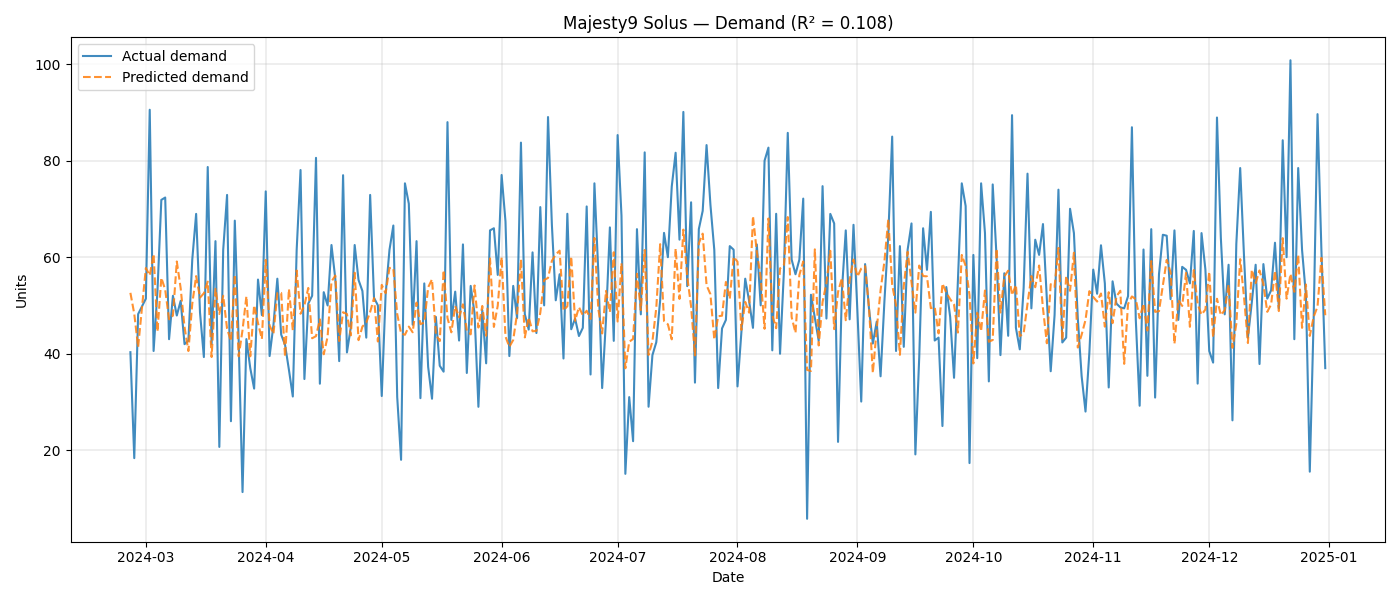 Majesty9 Solus — Demand (R² = 0.108)
Actual demand
Predicted demand
Units
100
80
60
40
20
2024-03 2024-04 2024-05 2024-06 2024-07 2024-08 2024-09 2024-10 2024-11 2024-12 2025-01
Date